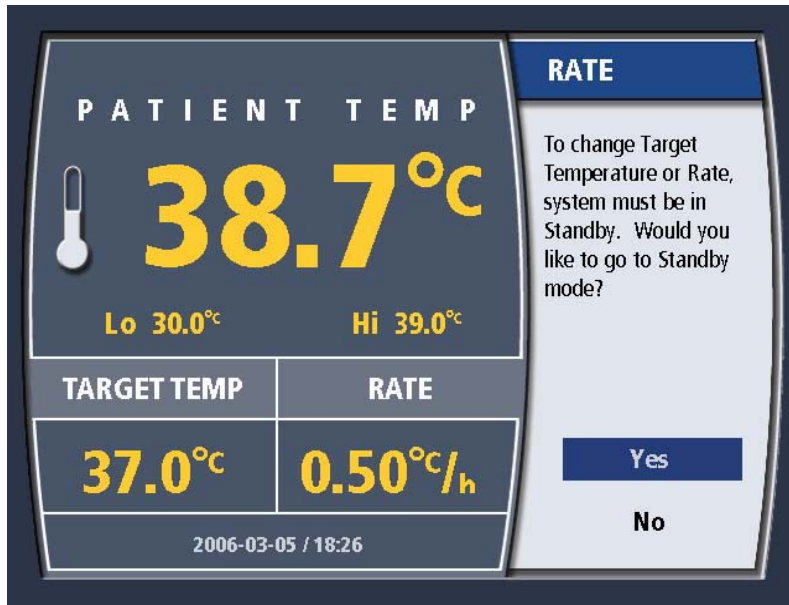 PATIENT TEMP
38.7°C
Lo 30.0°C
Hi 39.0°C
TARGET TEMP
RATE
37.0°C
0.50°C/h
2006-03-05 / 18:26
RATE
To change Target
Temperature or Rate,
system must be in
Standby. Would you
like to go to Standby
mode?
Yes
No